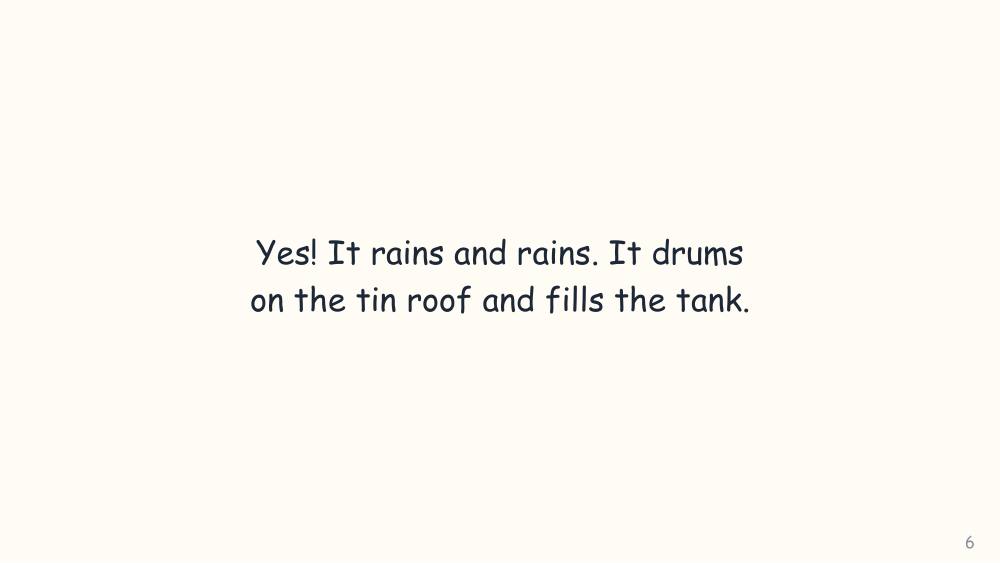 Yes! It rains and rains. It drums
on the tin roof and fills the tank.
6